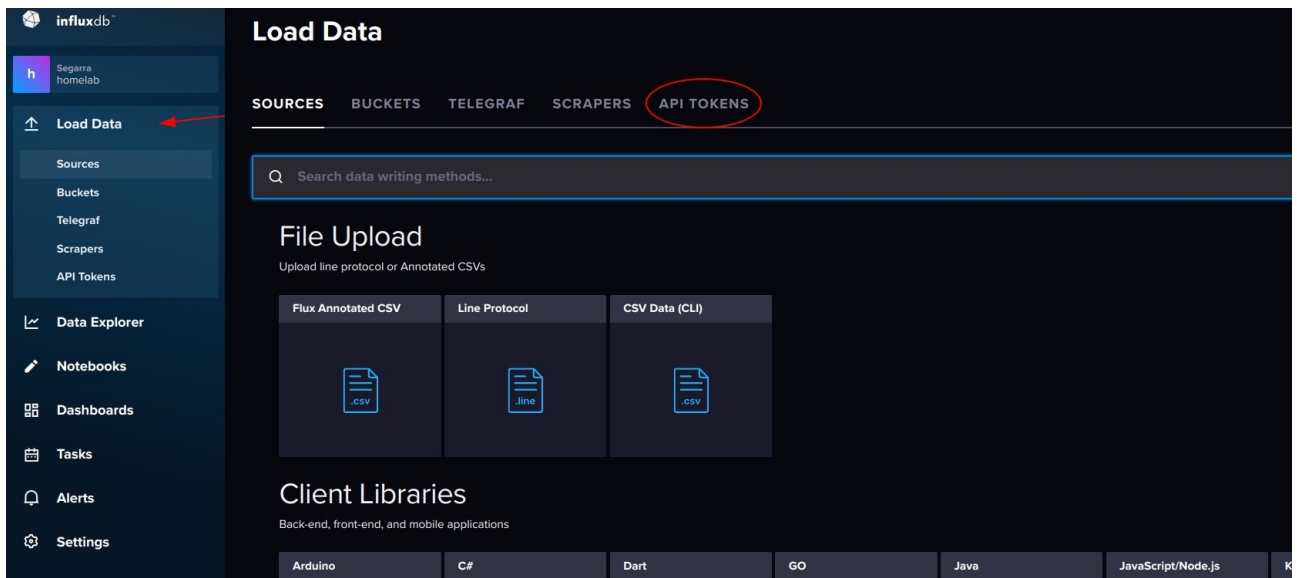 influxdb™
h
Segarra
homelab
Load Data
Sources
Buckets
Telegraf
Scrapers
API Tokens
Data Explorer
Notebooks
Dashboards
Tasks
Alerts
Settings
Load Data
SOURCES BUCKETS TELEGRAF SCRAPERS API TOKENS
Search data writing methods...
File Upload
Upload line protocol or Annotated CSVs
Flux Annotated CSV Line Protocol CSV Data (CLI)
.csv .line .csv
Client Libraries
Back-end, front-end, and mobile applications
Arduino C# Dart GO Java JavaScript/Node.js K